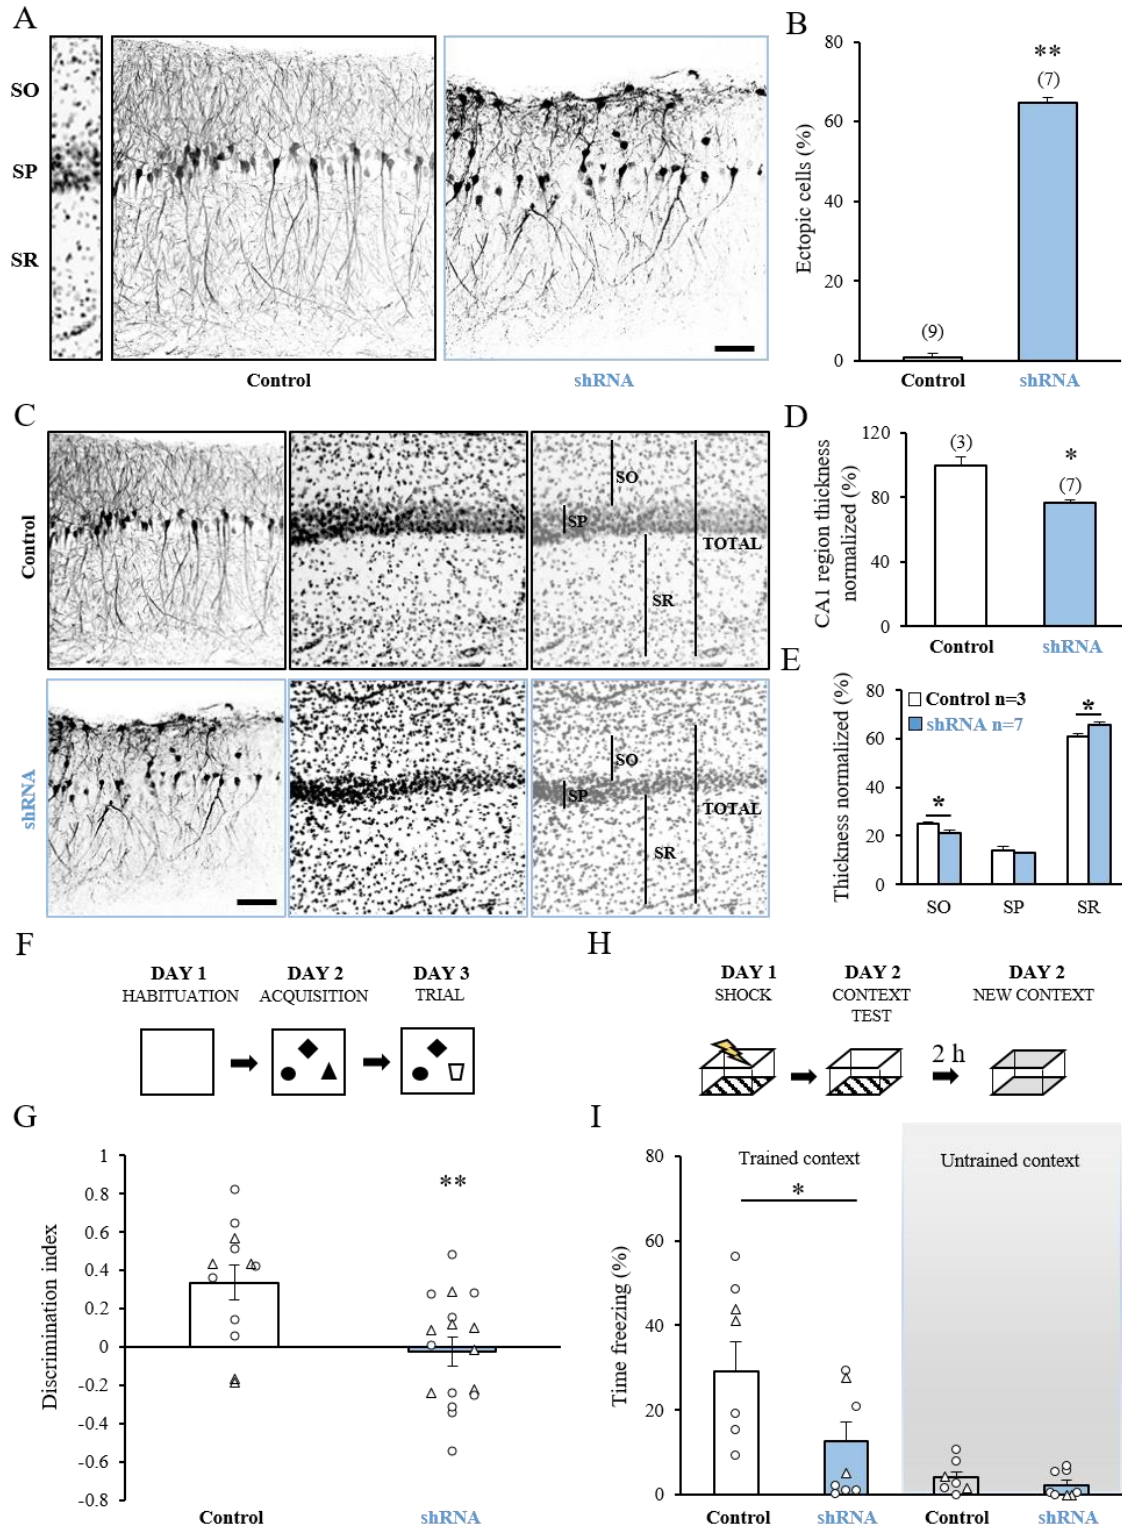 A
SO
SP
SR
Control
shRNA
B
Ectopic cells (%)
80
60
40
20
0
**
(7)
(9)
Control
shRNA
C
Control
SO
SP
TOTAL
SR
shRNA
SO
SP
TOTAL
SR
D
CA1 region thickness
normalized (%)
120
80
40
0
(3)
*
(7)
Control
shRNA
E
Thickness normalized (%)
80
60
40
20
0
Control n=3
shRNA n=7
*
*
SO
SP
SR
F
DAY 1
HABITUATION
DAY 2
ACQUISITION
DAY 3
TRIAL
H
DAY 1
SHOCK
DAY 2
CONTEXT
TEST
2 h
DAY 2
NEW CONTEXT
G
Discrimination index
1
0.8
0.6
0.4
0.2
0
-0.2
-0.4
-0.6
-0.8
**
Control
shRNA
I
Time freezing (%)
80
60
40
20
0
Trained context
*
Untrained context
Control
shRNA
Control
shRNA